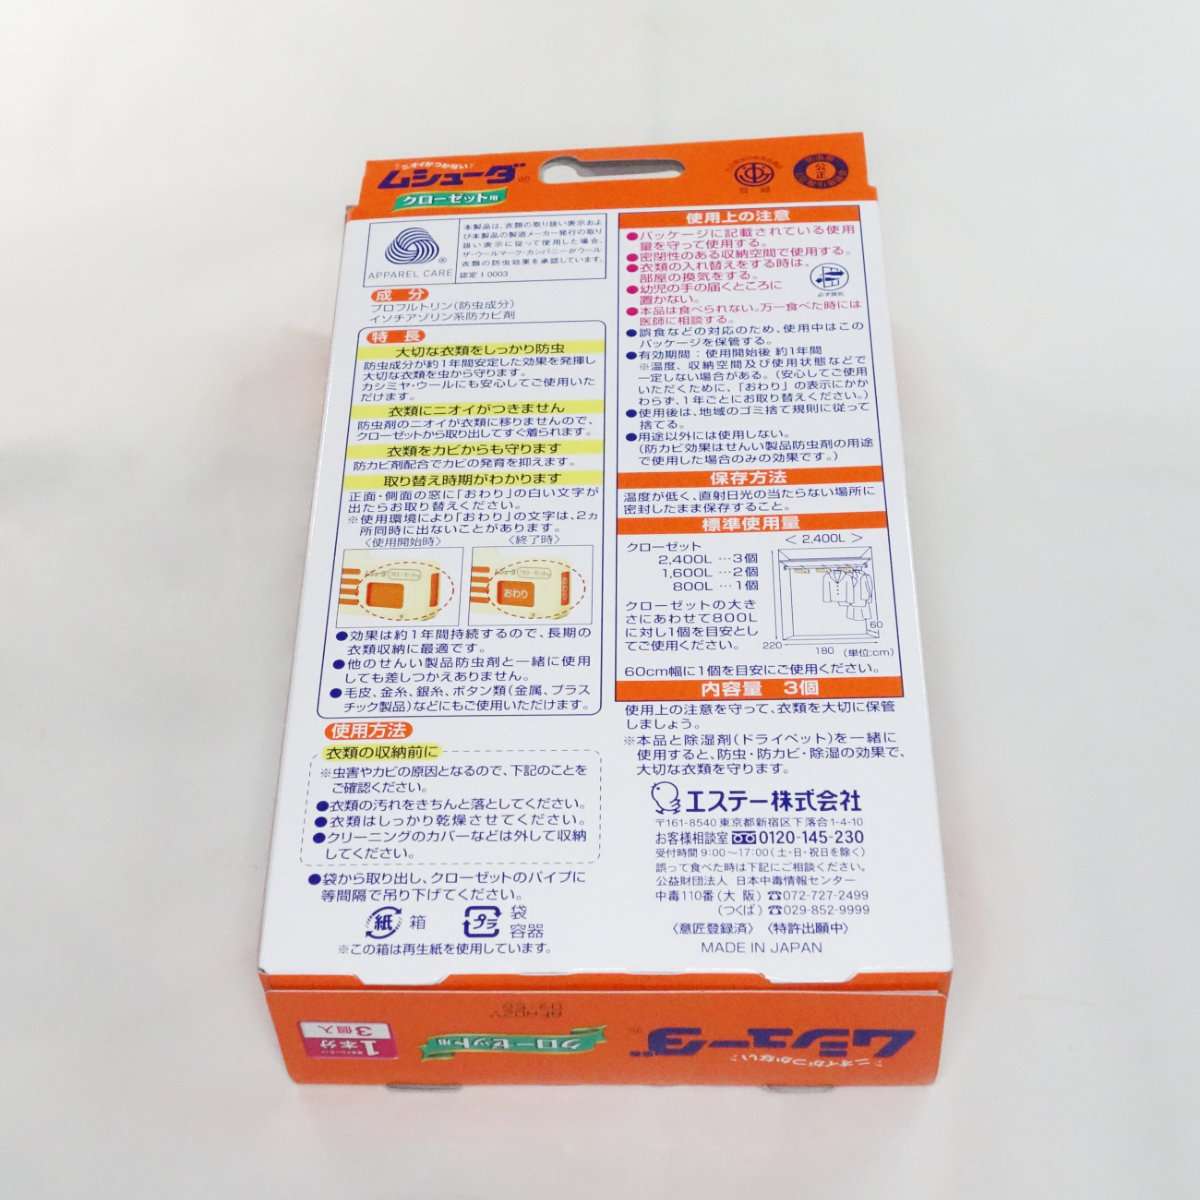 ニオイがつかない
ムシューダ
クローゼット用
APPAREL CARE
本製品は、衣類の取り扱い表示およ
び本製品の製造メーカー発行の取り
扱い表示に従って使用した場合、
ザ・ウールマーク・カンパニーがウール
衣類の防虫効果を承認しています。
認定 I 0003
成分
プロフルトリン(防虫成分)
イソチアゾリン系防カビ剤
特長
大切な衣類をしっかり防虫
防虫成分が約1年間安定した効果を発揮し
大切な衣類を虫から守ります。
カシミヤ・ウールにも安心してご使用いた
だけます。
衣類にニオイがつきません
防虫剤のニオイが衣類に移りませんので、
クローゼットから取り出してすぐ着られます。
衣類をカビからも守ります
防カビ剤配合でカビの発育を抑えます。
取り替え時期がわかります
正面・側面の窓に「おわり」の白い文字が
出たらお取り替えください。
※使用環境により「おわり」の文字は、2ヵ
所同時に出ないことがあります。
〈使用開始時〉 〈終了時〉
おわり
●効果は約1年間持続するので、長期の
衣類収納に最適です。
●他のせんい製品防虫剤と一緒に使用
しても差しつかえありません。
●毛皮、金糸、銀糸、ボタン類(金属、プラス
チック製品)などにもご使用いただけます。
使用方法
衣類の収納前に
※虫害やカビの原因となるので、下記のことを
ご確認ください。
●衣類の汚れをきちんと落としてください。
●衣類はしっかり乾燥させてください。
●クリーニングのカバーなどは外して収納
してください。
●袋から取り出し、クローゼットのパイプに
等間隔で吊り下げてください。
紙 箱 プラ 袋
容器
※この箱は再生紙を使用しています。
公正
使用上の注意
●パッケージに記載されている使用
量を守って使用する。
●密閉性のある収納空間で使用する。
●衣類の入れ替えをする時は、
部屋の換気をする。
必ず換気
●幼児の手の届くところに
置かない。
●本品は食べられない。万一食べた時には
医師に相談する。
●誤食などの対応のため、使用中はこの
パッケージを保管する。
●有効期間:使用開始後 約1年間
※温度、収納空間及び使用状態などで
一定しない場合がある。(安心してご使用
いただくために、「おわり」の表示にかか
わらず、1年ごとにお取り替えください。)
●使用後は、地域のゴミ捨て規則に従って
捨てる。
●用途以外には使用しない。
(防カビ効果はせんい製品防虫剤の用途
で使用した場合のみの効果です。)
保存方法
温度が低く、直射日光の当たらない場所に
密封したまま保存すること。
標準使用量
クローゼット
2,400L…3個
1,600L…2個
800L…1個
クローゼットの大き
さにあわせて800L
に対し1個を目安とし
てご使用ください。
<2,400L>
60
220
180 (単位:cm)
60cm幅に1個を目安にご使用ください。
内容量 3個
使用上の注意を守って、衣類を大切に保管
しましょう。
※本品と除湿剤(ドライペット)を一緒に
使用すると、防虫・防カビ・除湿の効果で、
大切な衣類を守ります。
エステー株式会社
〒161-8540 東京都新宿区下落合1-4-10
お客様相談室 0120-145-230
受付時間 9:00〜17:00(土・日・祝日を除く)
誤って食べた時は下記にご相談ください。
公益財団法人 日本中毒情報センター
中毒110番(大 阪)☎072-727-2499
(つくば)☎029-852-9999
〈意匠登録済〉〈特許出願中〉
MADE IN JAPAN
ニオイがつかない
ムシューダ
クローゼット用
1本分
3個入